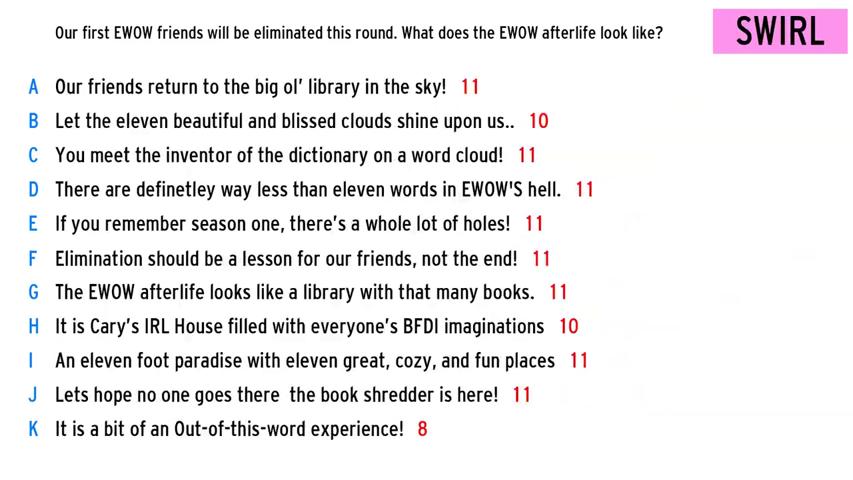 Our first EWOW friends will be eliminated this round. What does the EWOW afterlife look like?
SWIRL
A Our friends return to the big ol' library in the sky! 11
B Let the eleven beautiful and blissed clouds shine upon us.. 10
C You meet the inventor of the dictionary on a word cloud! 11
D There are definetley way less than eleven words in EWOW'S hell. 11
E If you remember season one, there's a whole lot of holes! 11
F Elimination should be a lesson for our friends, not the end! 11
G The EWOW afterlife looks like a library with that many books. 11
H It is Cary's IRL House filled with everyone's BFDI imaginations 10
I An eleven foot paradise with eleven great, cozy, and fun places 11
J Lets hope no one goes there  the book shredder is here! 11
K It is a bit of an Out-of-this-word experience! 8